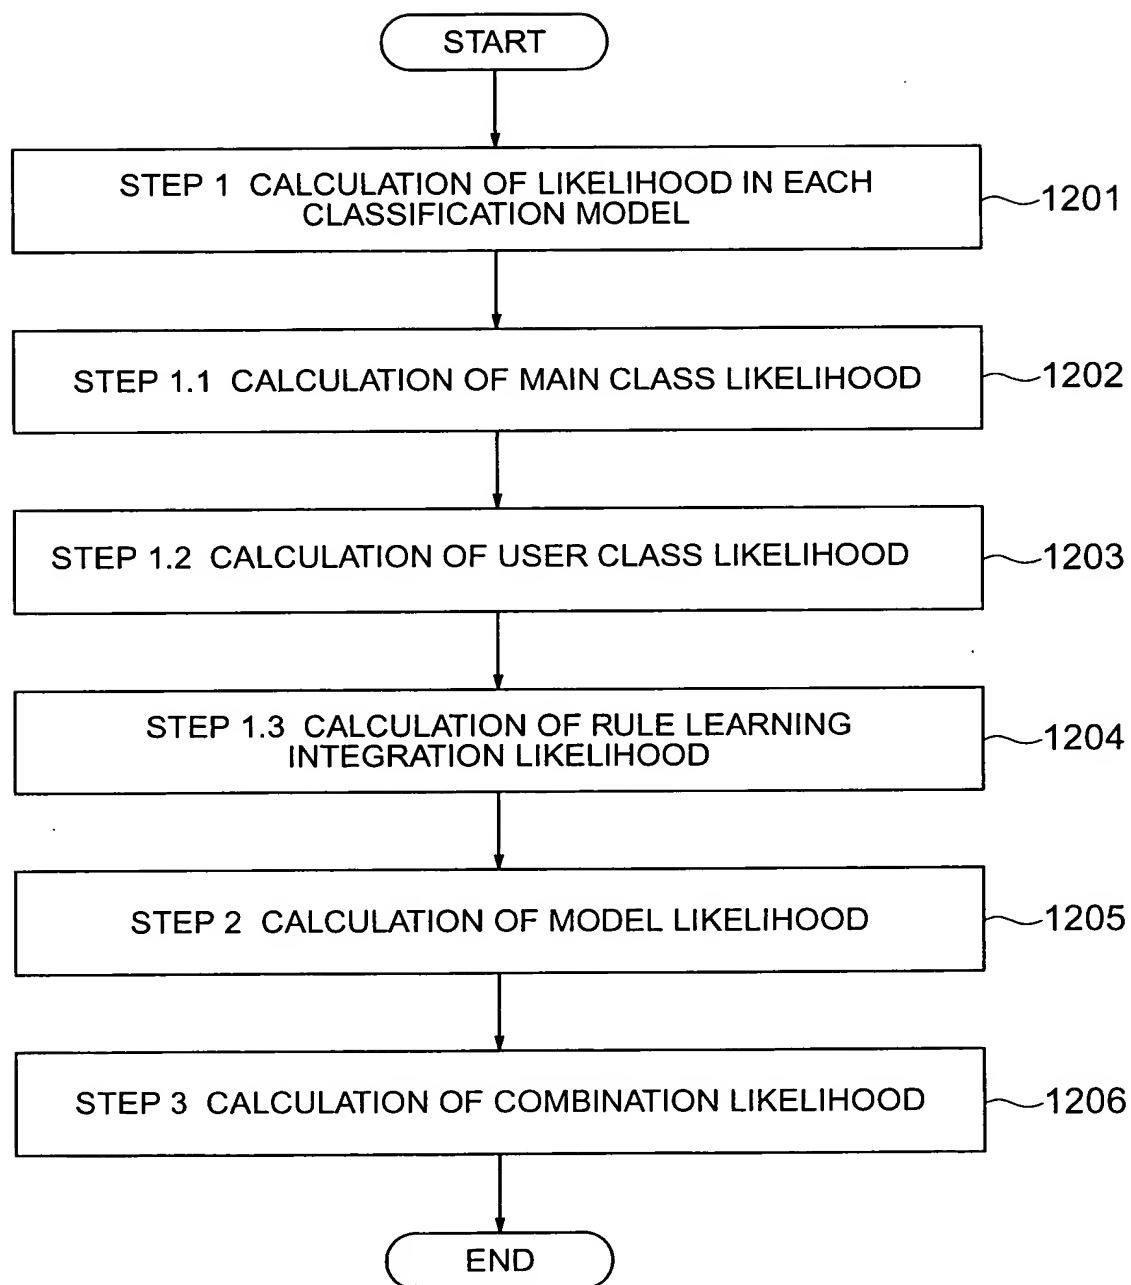 START
STEP 1 CALCULATION OF LIKELIHOOD IN EACH
CLASSIFICATION MODEL
1201
STEP 1.1 CALCULATION OF MAIN CLASS LIKELIHOOD
1202
STEP 1.2 CALCULATION OF USER CLASS LIKELIHOOD
1203
STEP 1.3 CALCULATION OF RULE LEARNING
INTEGRATION LIKELIHOOD
1204
STEP 2 CALCULATION OF MODEL LIKELIHOOD
1205
STEP 3 CALCULATION OF COMBINATION LIKELIHOOD
1206
END